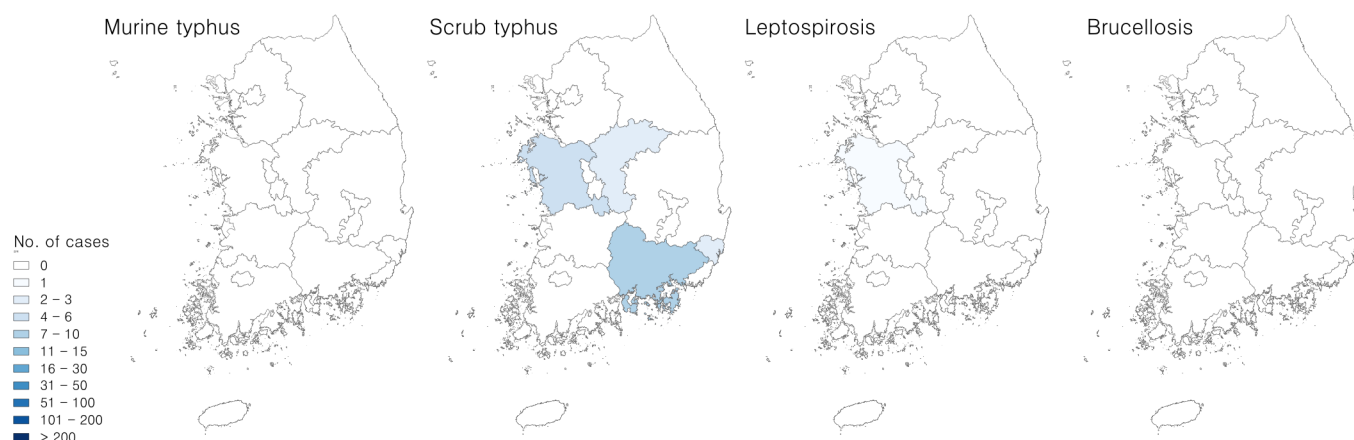 Murine typhus
Scrub typhus
Leptospirosis
Brucellosis
No. of cases
0
1
2 – 3
4 – 6
7 – 10
11 – 15
16 – 30
31 – 50
51 – 100
101 – 200
> 200